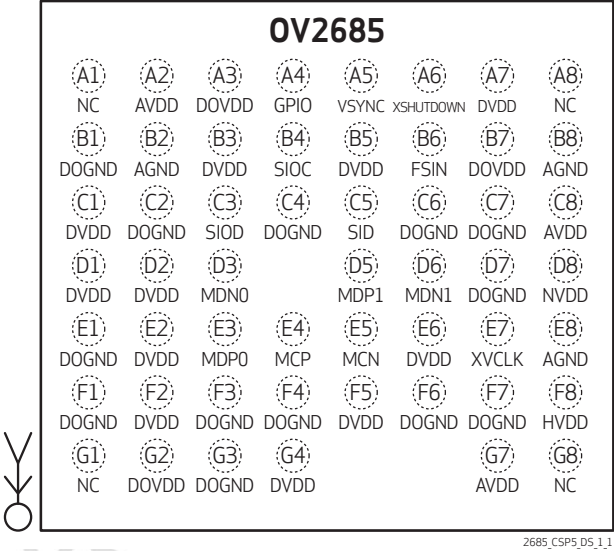 OV2685
A1 A2 A3 A4 A5 A6 A7 A8
NC AVDD DOVDD GPIO VSYNC XSHUTDOWN DVDD NC
B1 B2 B3 B4 B5 B6 B7 B8
DOGND AGND DVDD SIOC DVDD FSIN DOVDD AGND
C1 C2 C3 C4 C5 C6 C7 C8
DVDD DOGND SIOD DOGND SID DOGND DOGND AVDD
D1 D2 D3 D5 D6 D7 D8
DVDD DVDD MDN0 MDP1 MDN1 DOGND NVDD
E1 E2 E3 E4 E5 E6 E7 E8
DOGND DVDD MDP0 MCP MCN DVDD XVCLK AGND
F1 F2 F3 F4 F5 F6 F7 F8
DOGND DVDD DOGND DOGND DVDD DOGND DOGND HVDD
G1 G2 G3 G4 G7 G8
NC DOVDD DOGND DVDD AVDD NC
2685_CSP5_DS_1_1